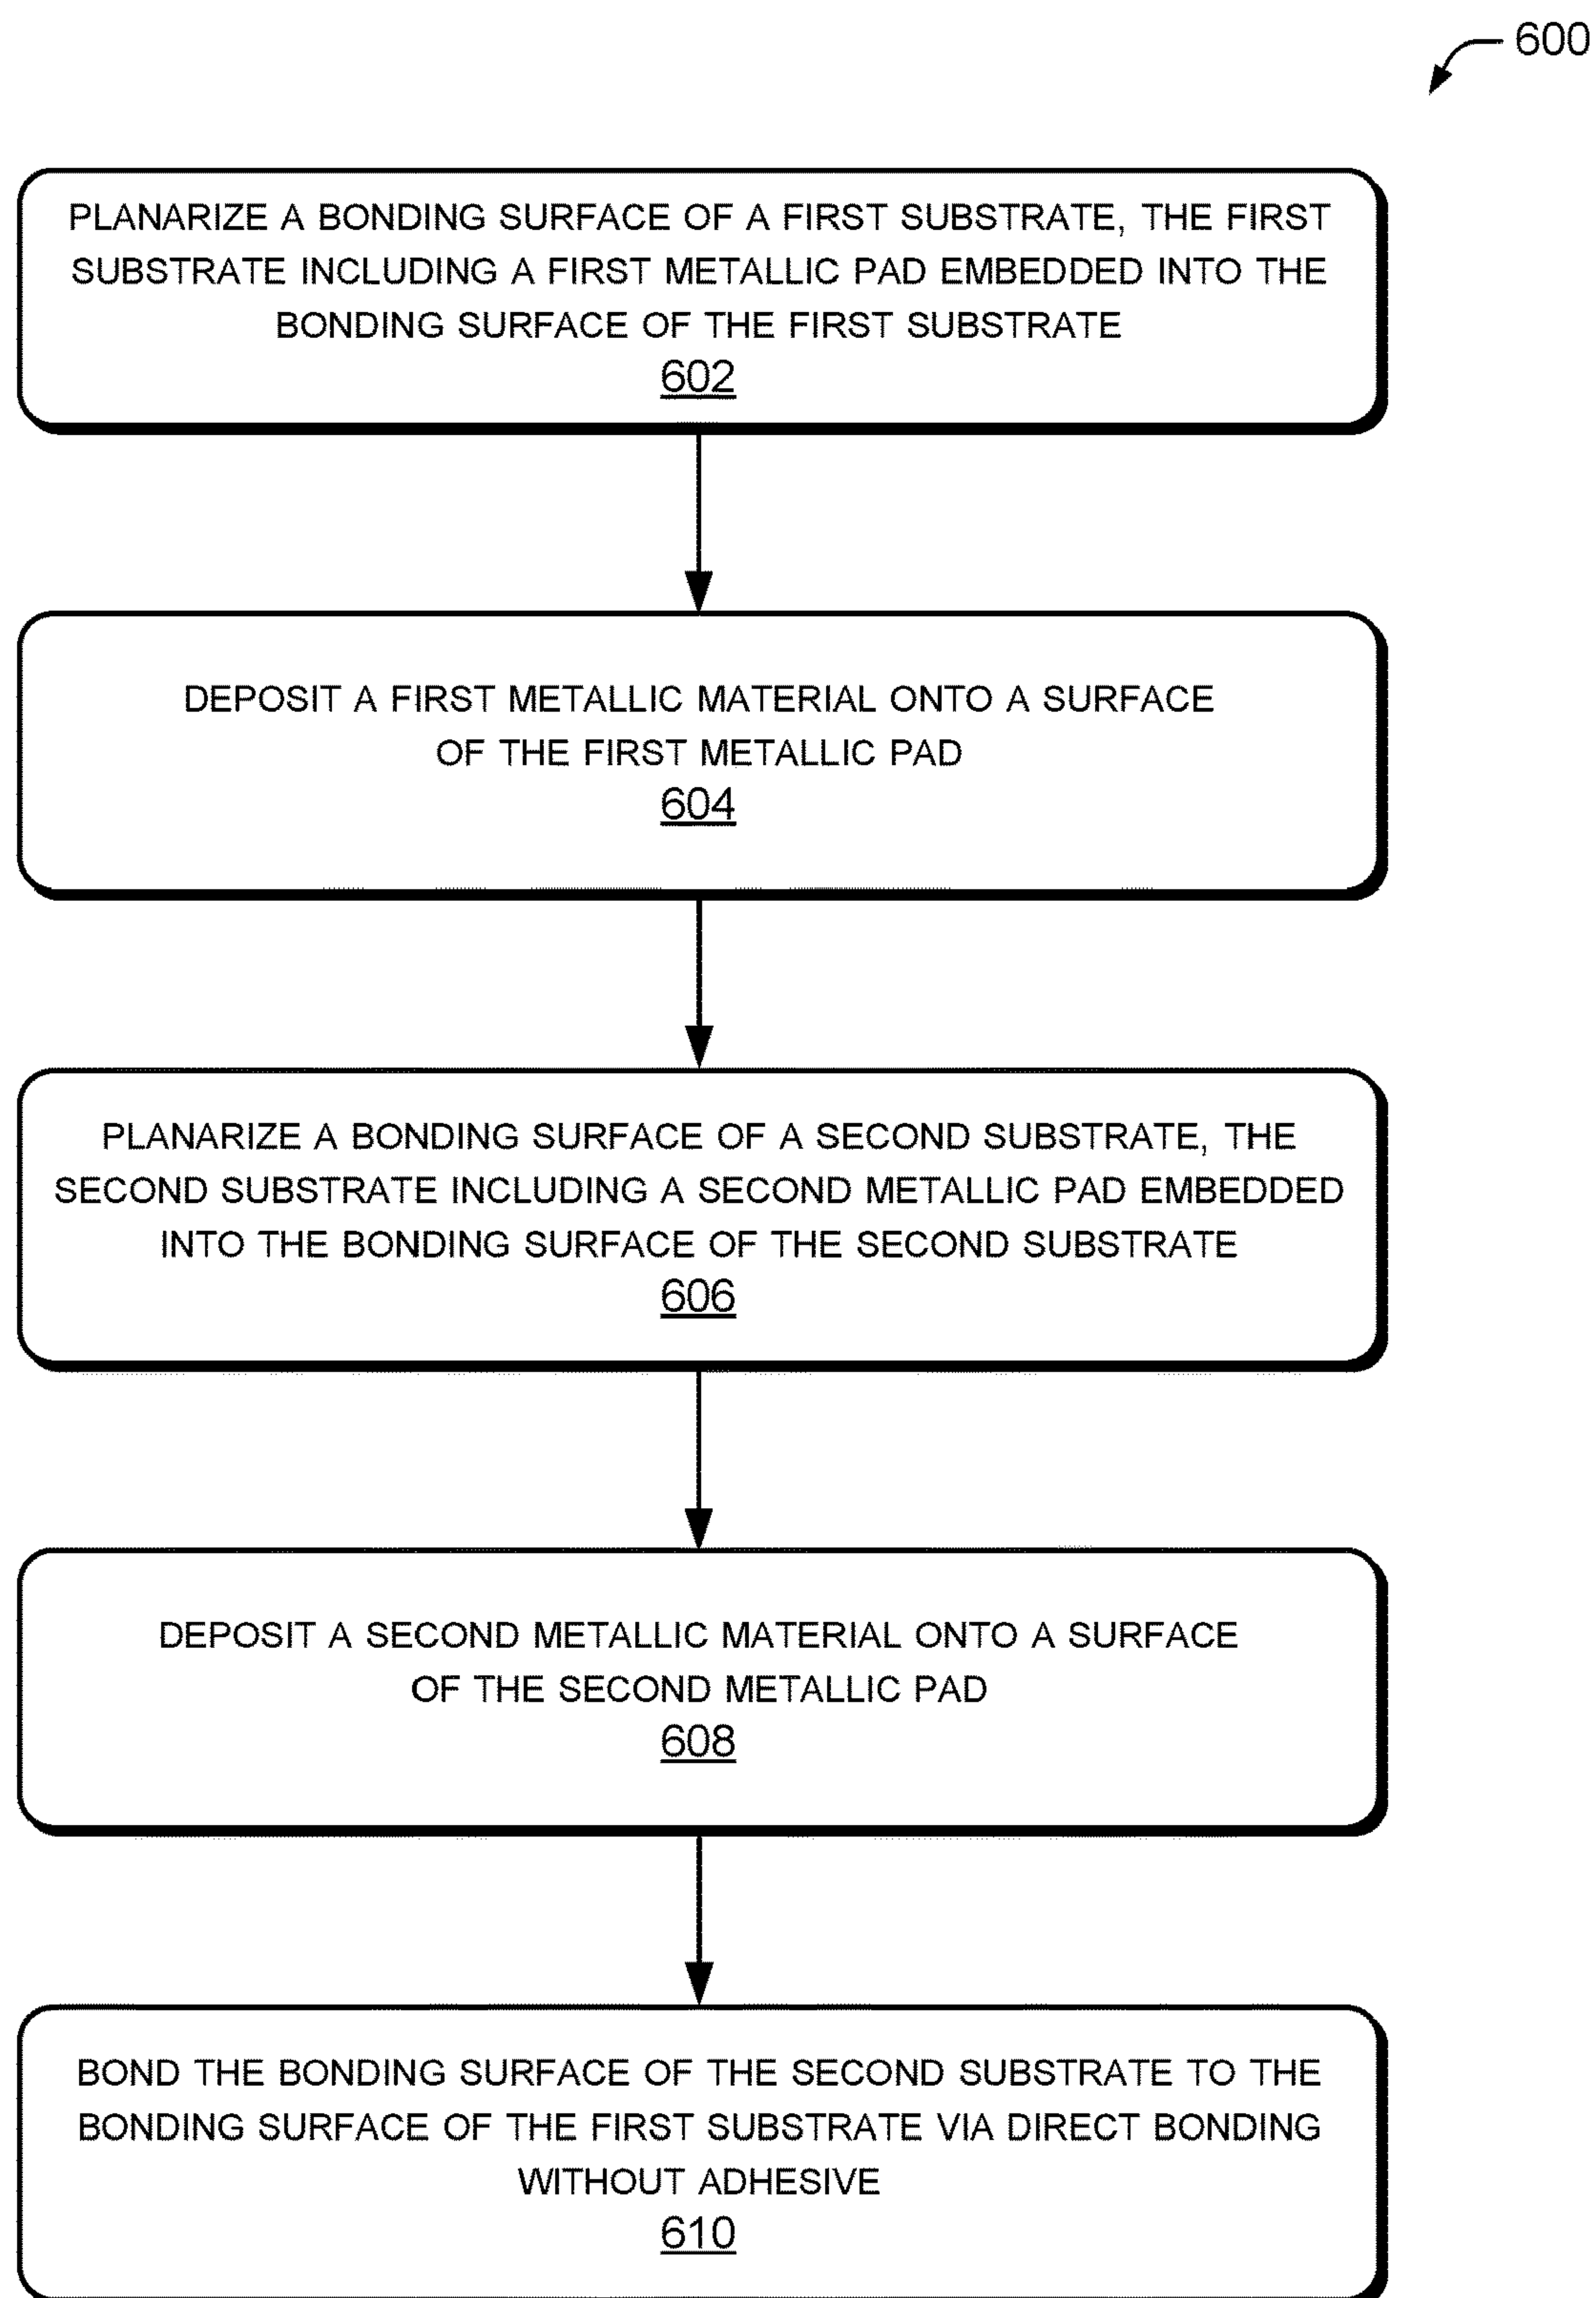 600
PLANARIZE A BONDING SURFACE OF A FIRST SUBSTRATE, THE FIRST
SUBSTRATE INCLUDING A FIRST METALLIC PAD EMBEDDED INTO THE
BONDING SURFACE OF THE FIRST SUBSTRATE
602
DEPOSIT A FIRST METALLIC MATERIAL ONTO A SURFACE
OF THE FIRST METALLIC PAD
604
PLANARIZE A BONDING SURFACE OF A SECOND SUBSTRATE, THE
SECOND SUBSTRATE INCLUDING A SECOND METALLIC PAD EMBEDDED
INTO THE BONDING SURFACE OF THE SECOND SUBSTRATE
606
DEPOSIT A SECOND METALLIC MATERIAL ONTO A SURFACE
OF THE SECOND METALLIC PAD
608
BOND THE BONDING SURFACE OF THE SECOND SUBSTRATE TO THE
BONDING SURFACE OF THE FIRST SUBSTRATE VIA DIRECT BONDING
WITHOUT ADHESIVE
610